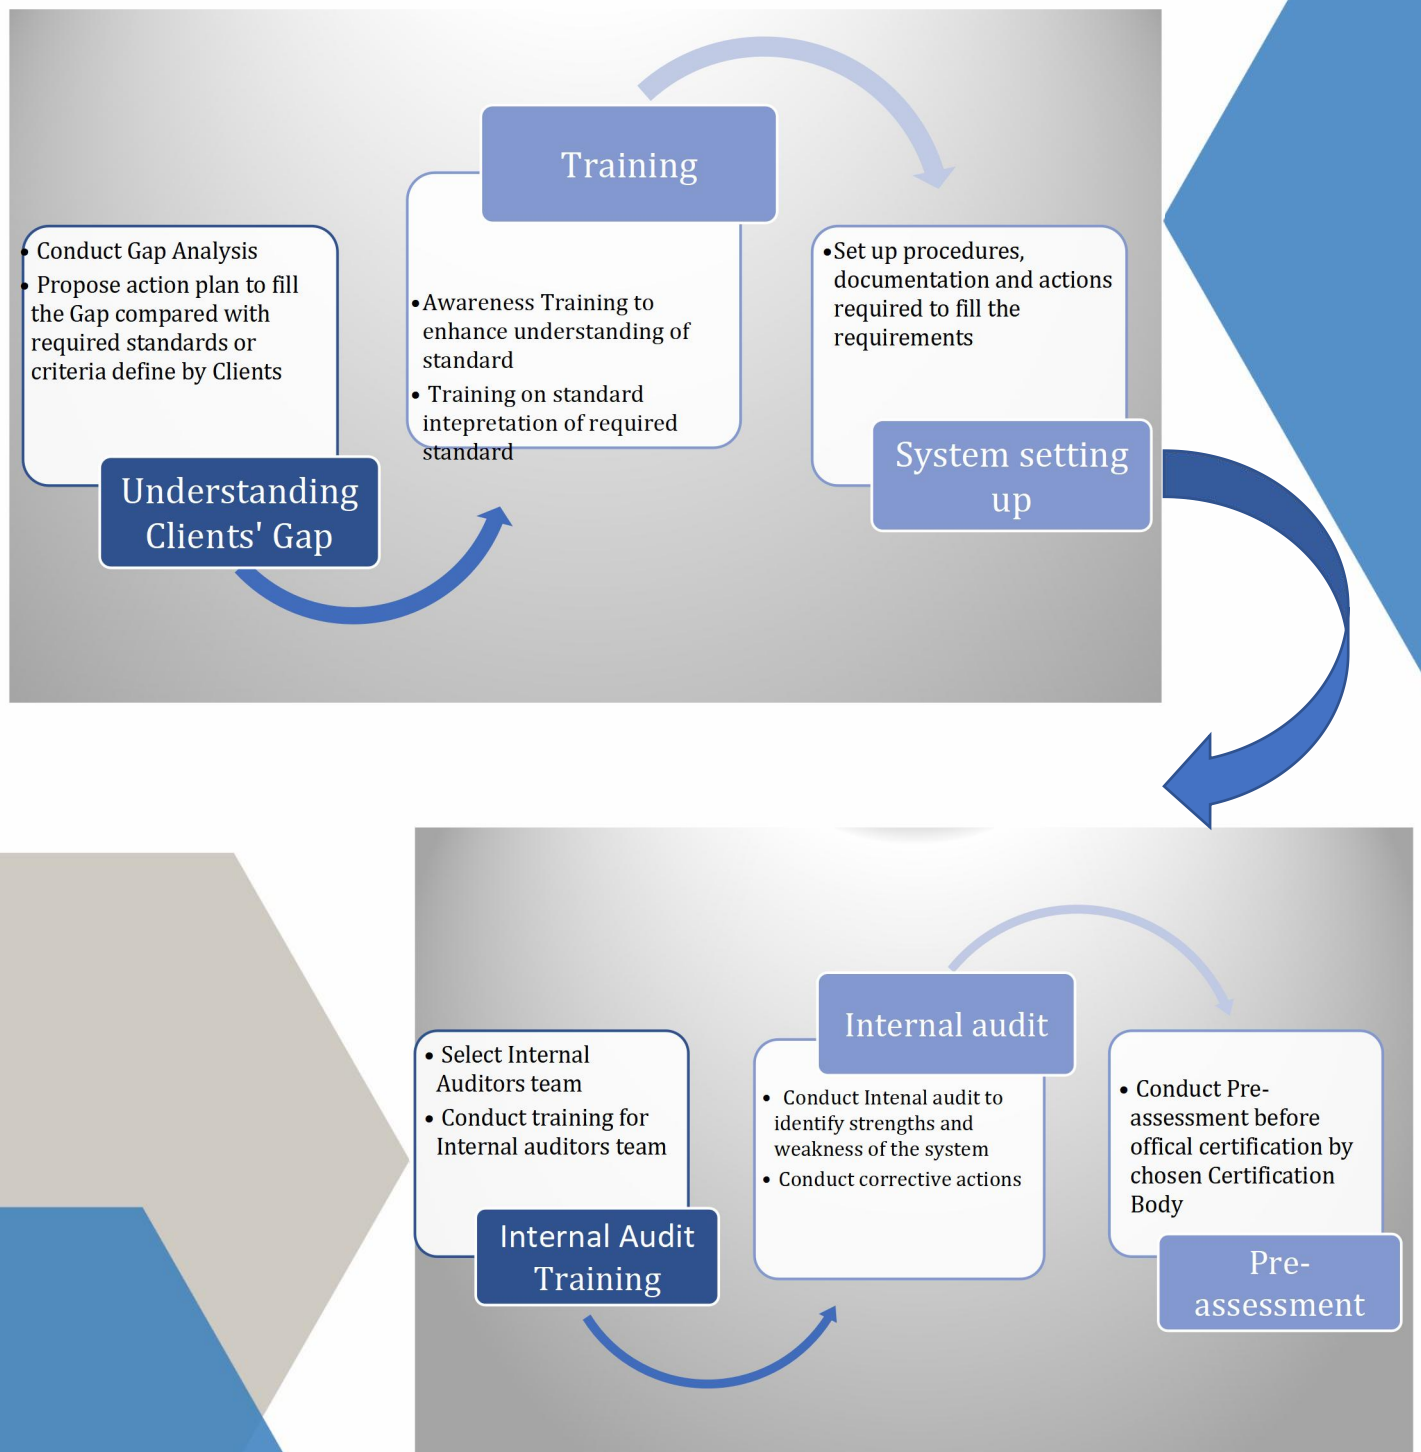 Training
• Conduct Gap Analysis
• Propose action plan to fill
the Gap compared with
required standards or
criteria define by Clients
Understanding
Clients' Gap
•Awareness Training to
enhance understanding of
standard
• Training on standard
intepretation of required
standard
•Set up procedures,
documentation and actions
required to fill the
requirements
System setting
up
• Select Internal
Auditors team
• Conduct training for
Internal auditors team
Internal Audit
Training
Internal audit
• Conduct Intenal audit to
identify strengths and
weakness of the system
• Conduct corrective actions
• Conduct Pre-
assessment before
offical certification by
chosen Certification
Body
Pre-
assessment